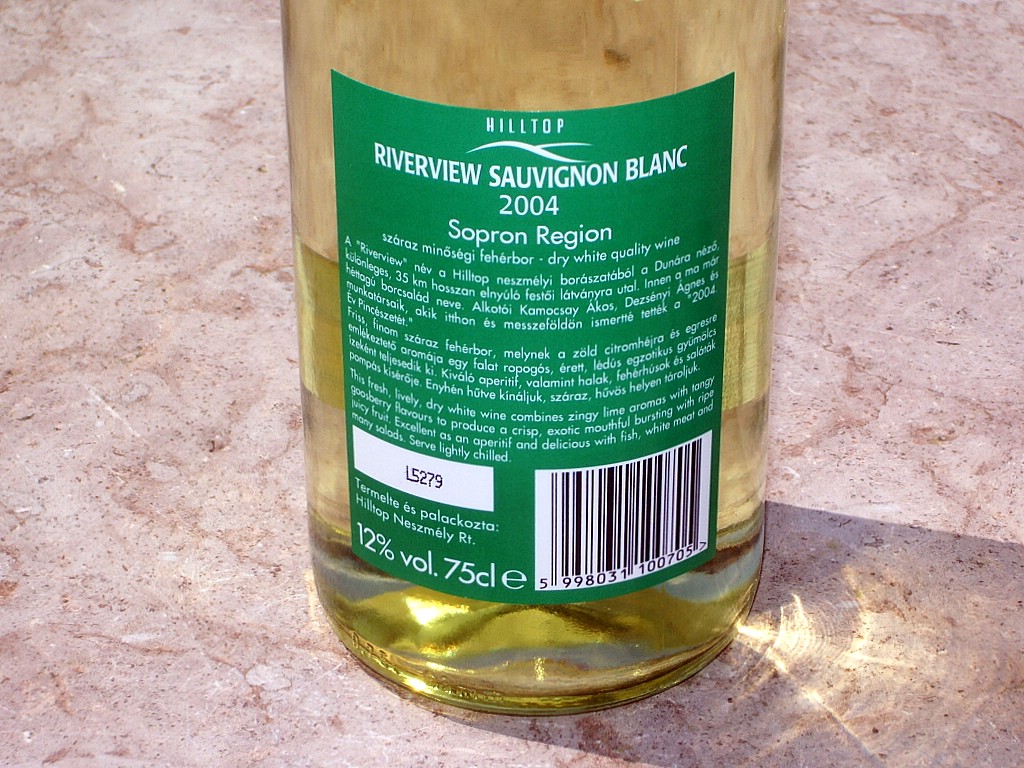 HILLTOP
RIVERVIEW SAUVIGNON BLANC
2004
Sopron Region
száraz minőségi fehérbor - dry white quality wine
A "Riverview" név a Hilltop neszmélyi borászatából a Dunára néző,
különleges, 35 km hosszan elnyúló festői látványra utal. Innen a ma már
héttagú borcsalád neve. Alkotói Kamocsay Ákos, Dezsényi Ágnes és
munkatársaik, akik itthon és messzeföldön ismertté tették a "2004.
Év Pincészetét."
Friss, finom száraz fehérbor, melynek a zöld citromhéjra és egresre
emlékeztető aromája egy falat ropogós, érett, lédús egzotikus gyümölcs
ízeként teljesedik ki. Kiváló aperitif, valamint halak, fehérhúsok és saláták
pompás kísérője. Enyhén hűtve kínáljuk, száraz, hűvös helyen tároljuk.
This fresh, lively, dry white wine combines zingy lime aromas with tangy
goosberry flavours to produce a crisp, exotic mouthful bursting with ripe
juicy fruit. Excellent as an aperitif and delicious with fish, white meat and
many salads. Serve lightly chilled.
L5279
Termelte és palackozta:
Hilltop Neszmély Rt.
12% vol. 75cl e
5 998031 100705 >